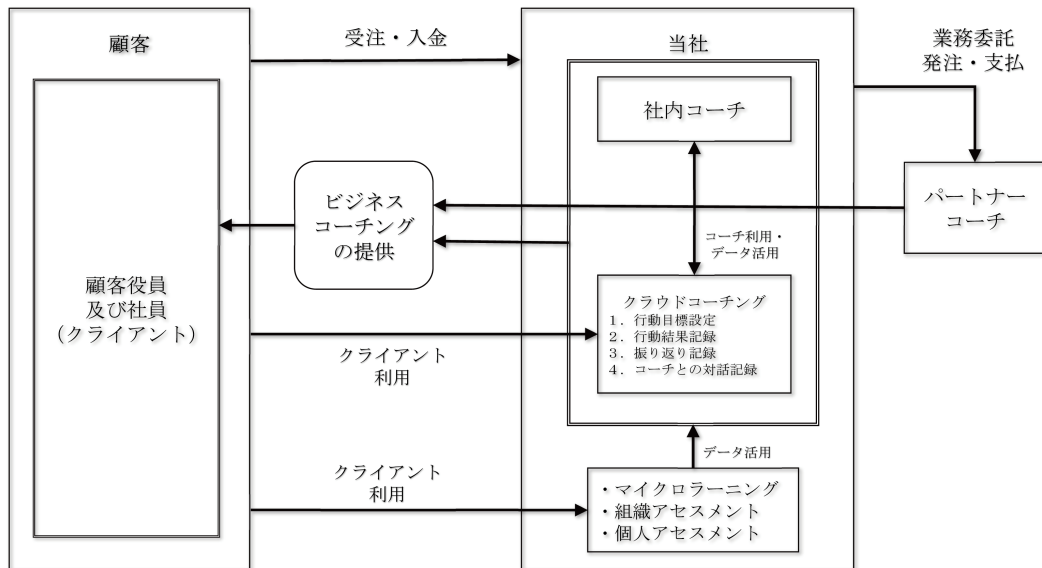 顧客
受注・入金
当社
業務委託
発注・支払
社内コーチ
パートナー
コーチ
ビジネス
コーチング
の提供
コーチ利用・
データ活用
顧客役員
及び社員
(クライアント)
クラウドコーチング
1．行動目標設定
2．行動結果記録
3．振り返り記録
4．コーチとの対話記録
クライアント
利用
データ活用
クライアント
利用
・マイクロラーニング
・組織アセスメント
・個人アセスメント